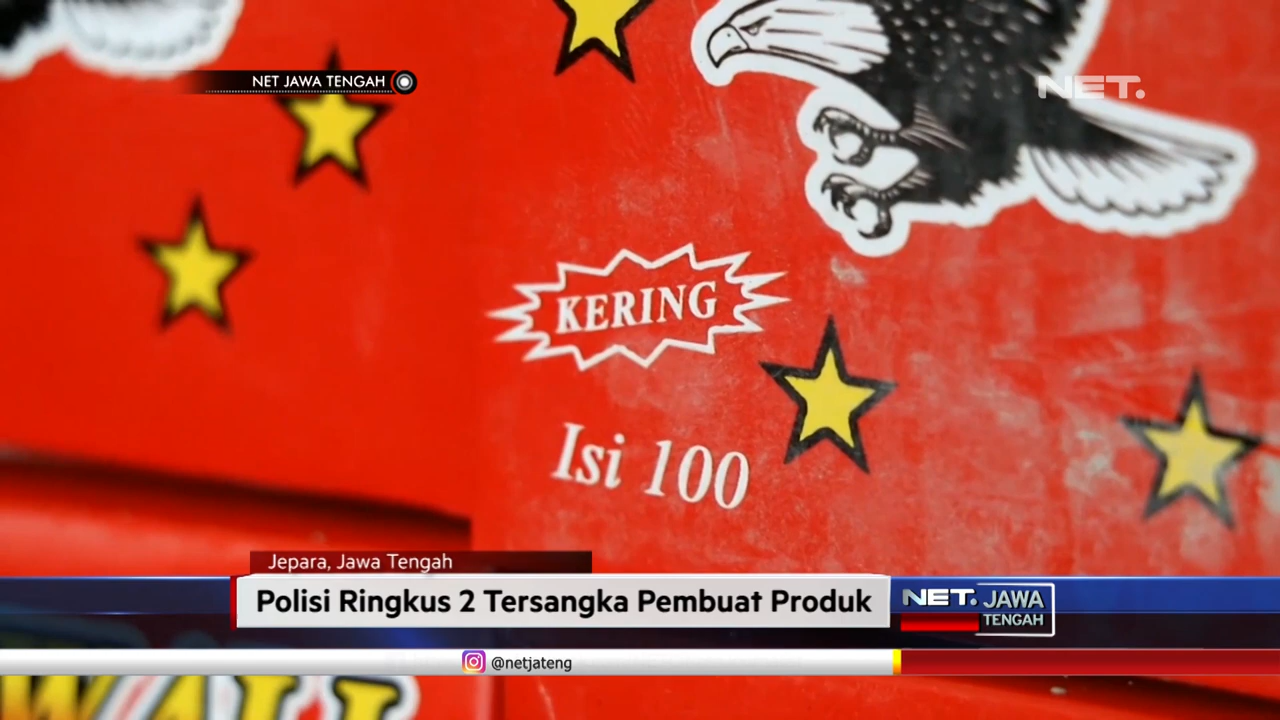 NET JAWA TENGAH
NET.
KERING
Isi 100
Jepara, Jawa Tengah
Polisi Ringkus 2 Tersangka Pembuat Produk
NET. JAWA
TENGAH
@netjateng